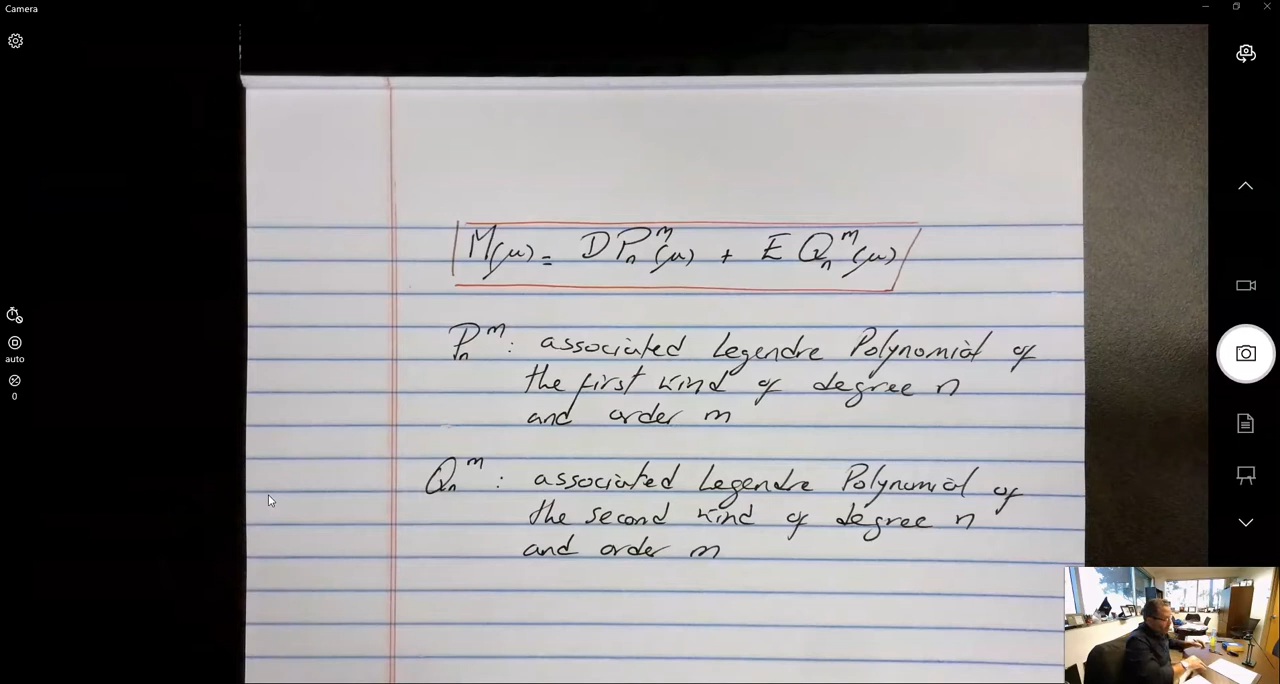 Camera
M(μ) = D Pₙᵐ(μ) + E Qₙᵐ(μ)
Pₙᵐ: associated Legendre Polynomial of
the first kind of degree n
and order m
Qₙᵐ: associated Legendre Polynomial of
the second kind of degree n
and order m
auto
0